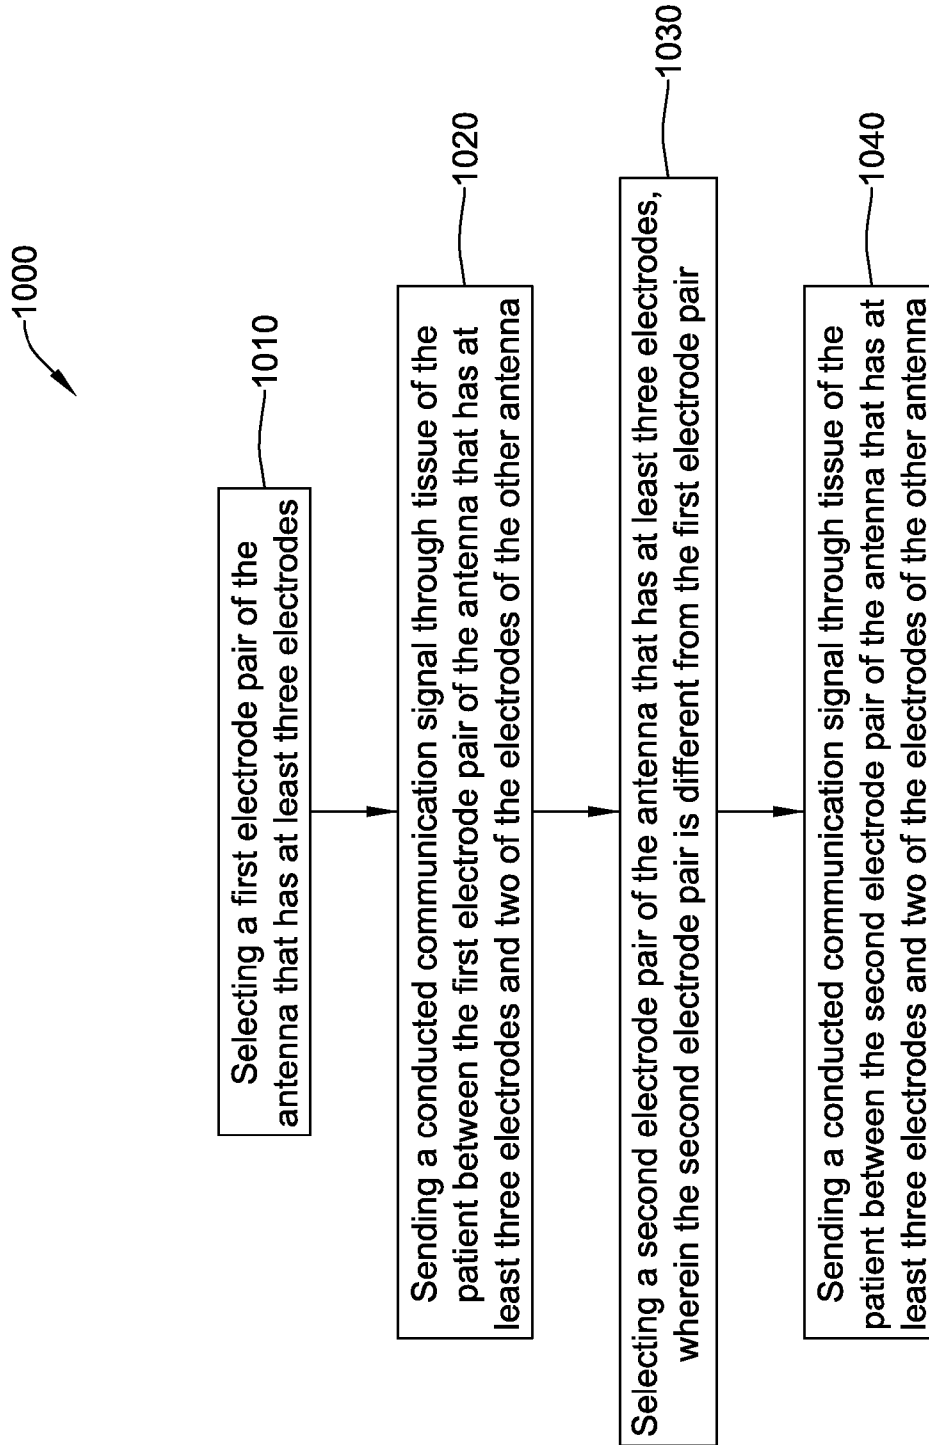 1000
1010
Selecting a first electrode pair of the
antenna that has at least three electrodes
1020
Sending a conducted communication signal through tissue of the
patient between the first electrode pair of the antenna that has at
least three electrodes and two of the electrodes of the other antenna
1030
Selecting a second electrode pair of the antenna that has at least three electrodes,
wherein the second electrode pair is different from the first electrode pair
1040
Sending a conducted communication signal through tissue of the
patient between the second electrode pair of the antenna that has at
least three electrodes and two of the electrodes of the other antenna